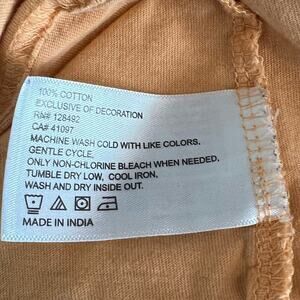 100% COTTON
EXCLUSIVE OF DECORATION
RN# 128492
CA# 41097
MACHINE WASH COLD WITH LIKE COLORS.
GENTLE CYCLE.
ONLY NON-CHLORINE BLEACH WHEN NEEDED.
TUMBLE DRY LOW, COOL IRON.
WASH AND DRY INSIDE OUT.
MADE IN INDIA